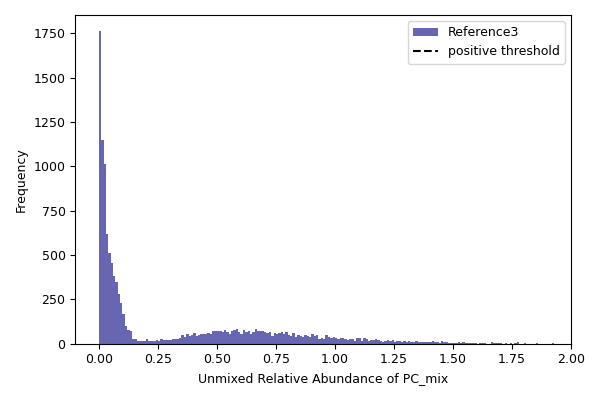 Reference3
positive threshold
1750
1500
1250
1000
750
500
250
0
Frequency
0.00 0.25 0.50 0.75 1.00 1.25 1.50 1.75 2.00
Unmixed Relative Abundance of PC_mix